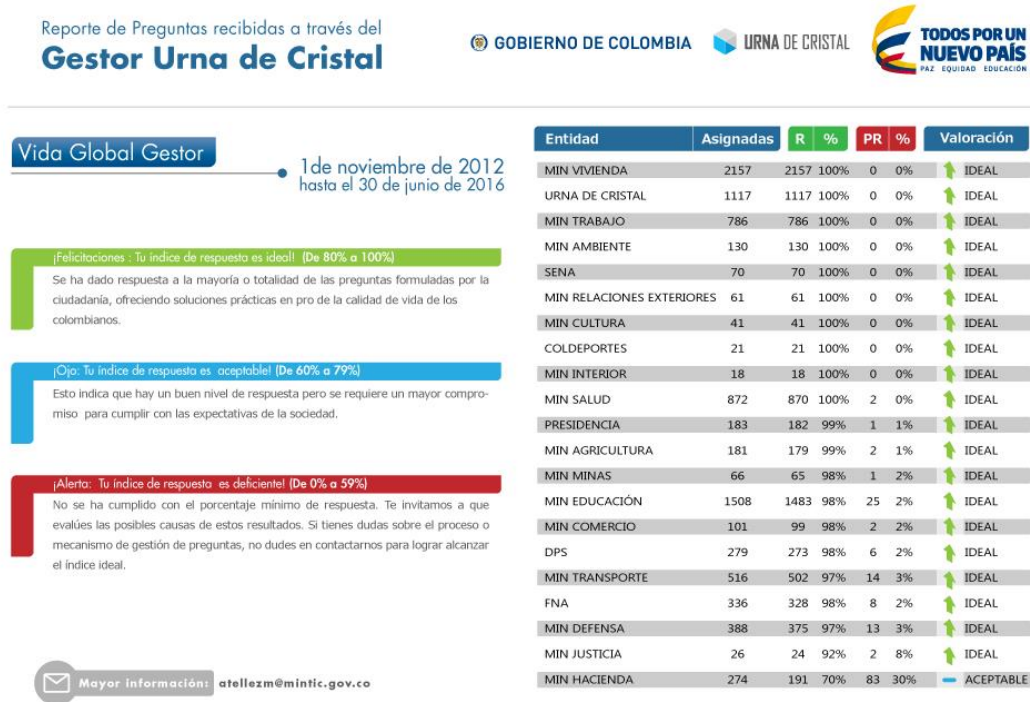 Reporte de Preguntas recibidas a través del
Gestor Urna de Cristal
GOBIERNO DE COLOMBIA
URNA DE CRISTAL
TODOS POR UN
NUEVO PAÍS
PAZ EQUIDAD EDUCACIÓN
Vida Global Gestor
1de noviembre de 2012
hasta el 30 de junio de 2016
¡Felicitaciones : Tu índice de respuesta es ideal! (De 80% a 100%)
Se ha dado respuesta a la mayoría o totalidad de las preguntas formuladas por la
ciudadanía, ofreciendo soluciones prácticas en pro de la calidad de vida de los
colombianos.
¡Ojo: Tu índice de respuesta es aceptable! (De 60% a 79%)
Esto indica que hay un buen nivel de respuesta pero se requiere un mayor compro-
miso para cumplir con las expectativas de la sociedad.
¡Alerta: Tu índice de respuesta es deficiente! (De 0% a 59%)
No se ha cumplido con el porcentaje mínimo de respuesta. Te invitamos a que
evalúes las posibles causas de estos resultados. Si tienes dudas sobre el proceso o
mecanismo de gestión de preguntas, no dudes en contactarnos para lograr alcanzar
el índice ideal.
Mayor información: atellezm@mintic.gov.co
Entidad Asignadas R % PR % Valoración
MIN VIVIENDA 2157 2157 100% 0 0% IDEAL
URNA DE CRISTAL 1117 1117 100% 0 0% IDEAL
MIN TRABAJO 786 786 100% 0 0% IDEAL
MIN AMBIENTE 130 130 100% 0 0% IDEAL
SENA 70 70 100% 0 0% IDEAL
MIN RELACIONES EXTERIORES 61 61 100% 0 0% IDEAL
MIN CULTURA 41 41 100% 0 0% IDEAL
COLDEPORTES 21 21 100% 0 0% IDEAL
MIN INTERIOR 18 18 100% 0 0% IDEAL
MIN SALUD 872 870 100% 2 0% IDEAL
PRESIDENCIA 183 182 99% 1 1% IDEAL
MIN AGRICULTURA 181 179 99% 2 1% IDEAL
MIN MINAS 66 65 98% 1 2% IDEAL
MIN EDUCACIÓN 1508 1483 98% 25 2% IDEAL
MIN COMERCIO 101 99 98% 2 2% IDEAL
DPS 279 273 98% 6 2% IDEAL
MIN TRANSPORTE 516 502 97% 14 3% IDEAL
FNA 336 328 98% 8 2% IDEAL
MIN DEFENSA 388 375 97% 13 3% IDEAL
MIN JUSTICIA 26 24 92% 2 8% IDEAL
MIN HACIENDA 274 191 70% 83 30% ACEPTABLE